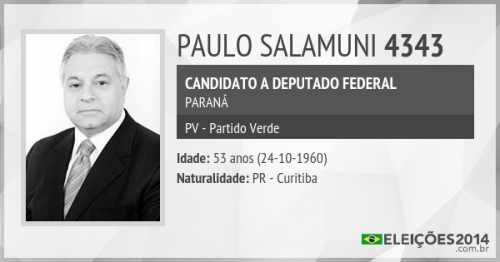 PAULO SALAMUNI 4343
CANDIDATO A DEPUTADO FEDERAL
PARANÁ
PV - Partido Verde
Idade: 53 anos (24-10-1960)
Naturalidade: PR - Curitiba
ELEIÇÕES2014
.com.br